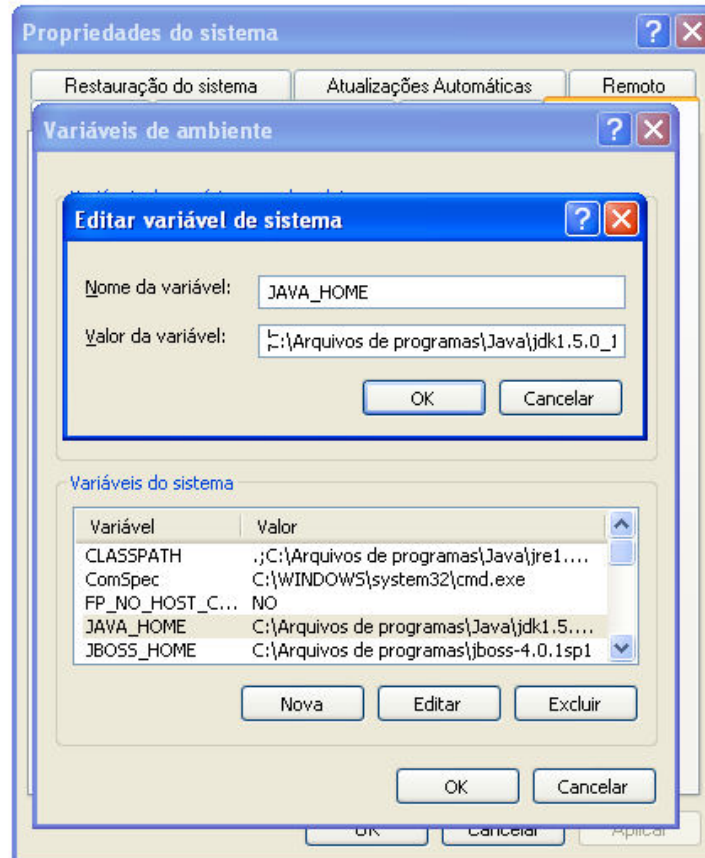 Propriedades do sistema
Restauração do sistema Atualizações Automáticas Remoto
Variáveis de ambiente
Editar variável de sistema
Nome da variável: JAVA_HOME
Valor da variável: C:\Arquivos de programas\Java\jdk1.5.0_1
OK Cancelar
Variáveis do sistema
Variável Valor
CLASSPATH .;C:\Arquivos de programas\Java\jre1....
ComSpec C:\WINDOWS\system32\cmd.exe
FP_NO_HOST_C... NO
JAVA_HOME C:\Arquivos de programas\Java\jdk1.5....
JBOSS_HOME C:\Arquivos de programas\jboss-4.0.1sp1
Nova Editar Excluir
OK Cancelar
OK Cancelar Aplicar